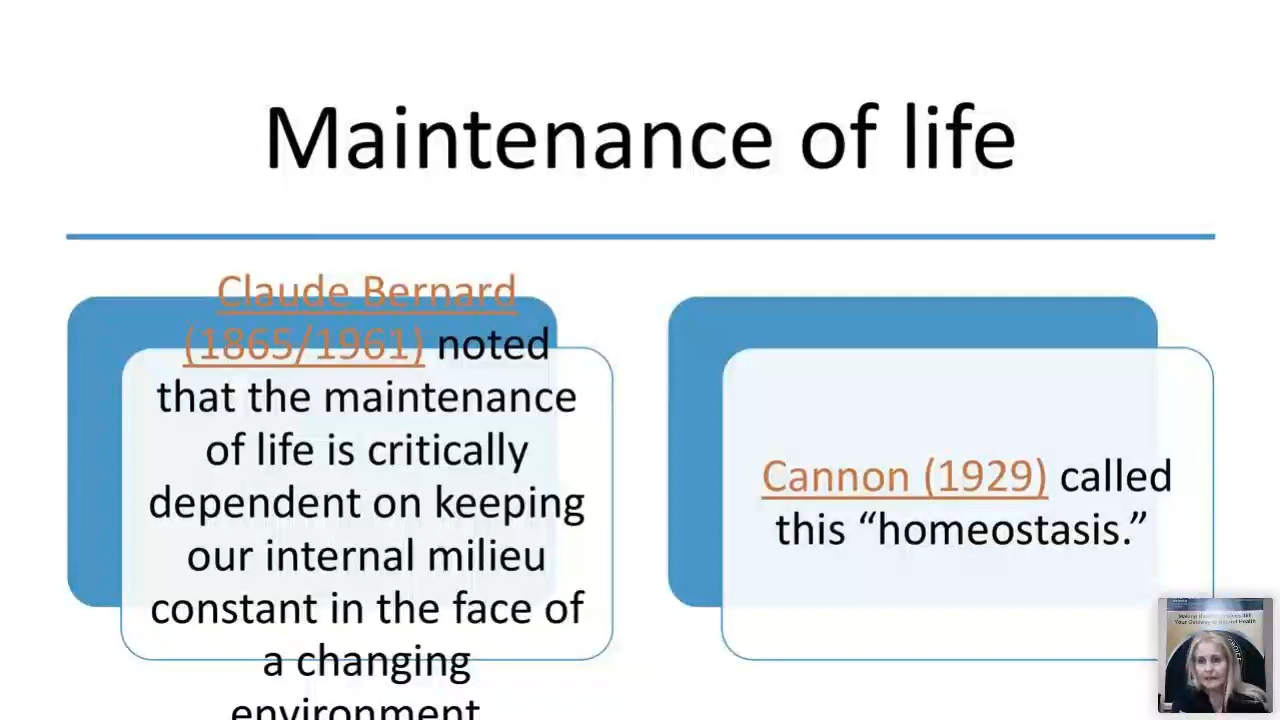 Maintenance of life
Claude Bernard
(1865/1961) noted
that the maintenance
of life is critically
dependent on keeping
our internal milieu
constant in the face of
a changing
environment
Cannon (1929) called
this “homeostasis.”